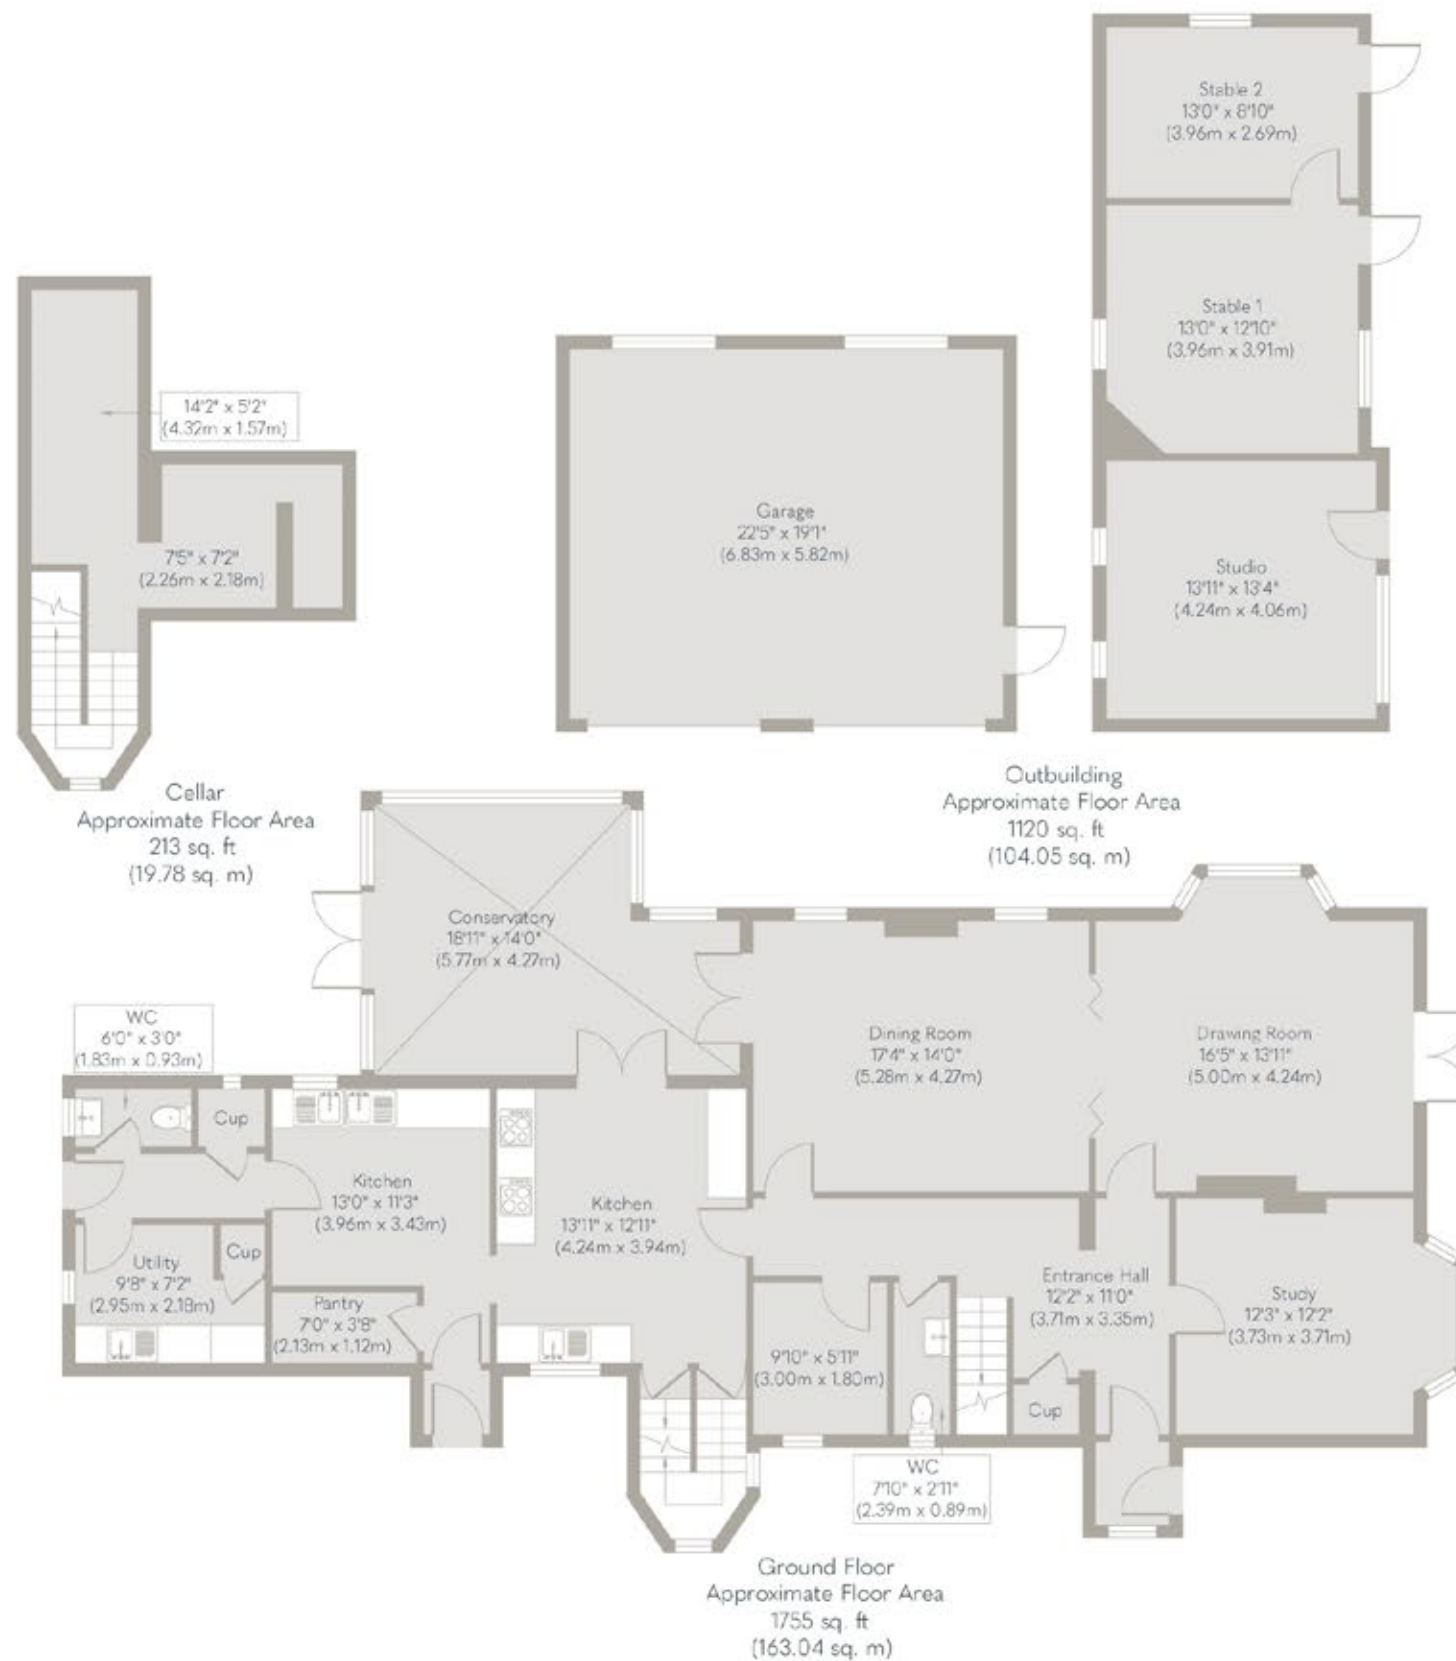 Stable 2
13'0" x 8'10"
(3.96m x 2.69m)
Stable 1
13'0" x 12'10"
(3.96m x 3.91m)
14'2" x 5'2"
(4.32m x 1.57m)
7'5" x 7'2"
(2.26m x 2.18m)
Garage
22'5" x 19'1"
(6.83m x 5.82m)
Studio
13'11" x 13'4"
(4.24m x 4.06m)
Cellar
Approximate Floor Area
213 sq. ft
(19.78 sq. m)
Outbuilding
Approximate Floor Area
1120 sq. ft
(104.05 sq. m)
Conservatory
18'11" x 14'0"
(5.77m x 4.27m)
WC
6'0" x 3'0"
(1.83m x 0.93m)
Dining Room
17'4" x 14'0"
(5.28m x 4.27m)
Drawing Room
16'5" x 13'11"
(5.00m x 4.24m)
Cup
Kitchen
13'0" x 11'3"
(3.96m x 3.43m)
Kitchen
13'11" x 12'11"
(4.24m x 3.94m)
Utility
9'8" x 7'2"
(2.95m x 2.18m)
Cup
Pantry
7'0" x 3'8"
(2.13m x 1.12m)
Entrance Hall
12'2" x 11'0"
(3.71m x 3.35m)
Study
12'3" x 12'2"
(3.73m x 3.71m)
9'10" x 5'11"
(3.00m x 1.80m)
Cup
WC
7'10" x 2'11"
(2.39m x 0.89m)
Ground Floor
Approximate Floor Area
1755 sq. ft
(163.04 sq. m)